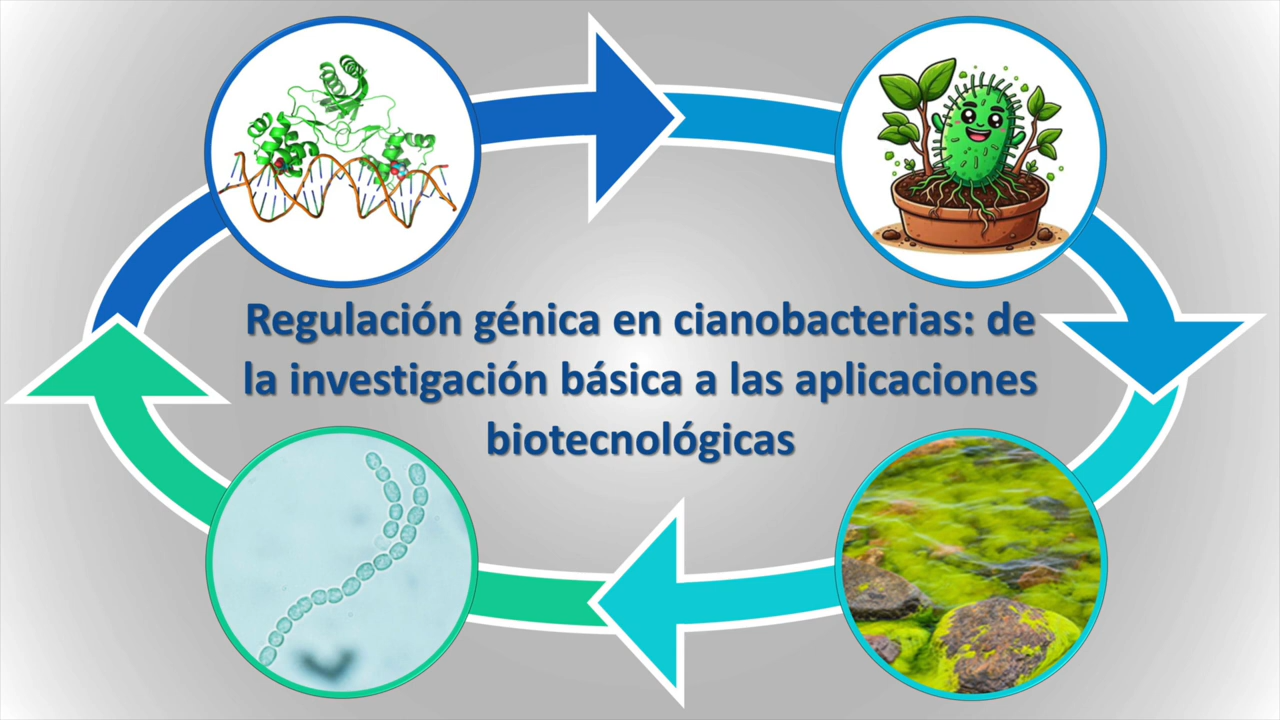 Regulación génica en cianobacterias: de
la investigación básica a las aplicaciones
biotecnológicas